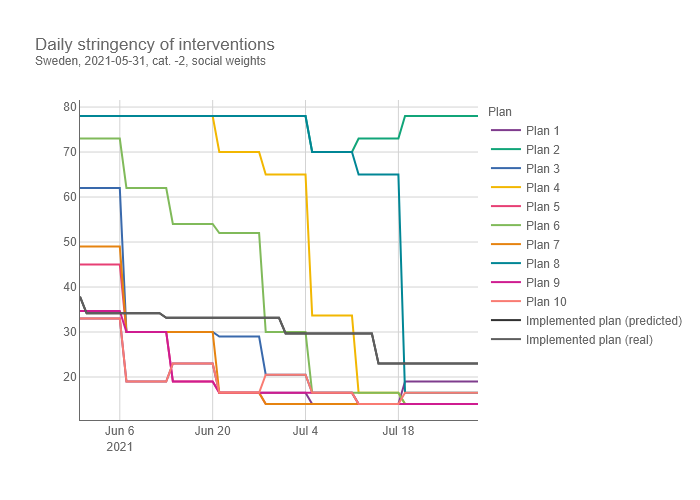 Daily stringency of interventions
Sweden, 2021-05-31, cat. -2, social weights
80
70
60
50
40
30
20
Jun 6
2021
Jun 20
Jul 4
Jul 18
Plan
Plan 1
Plan 2
Plan 3
Plan 4
Plan 5
Plan 6
Plan 7
Plan 8
Plan 9
Plan 10
Implemented plan (predicted)
Implemented plan (real)